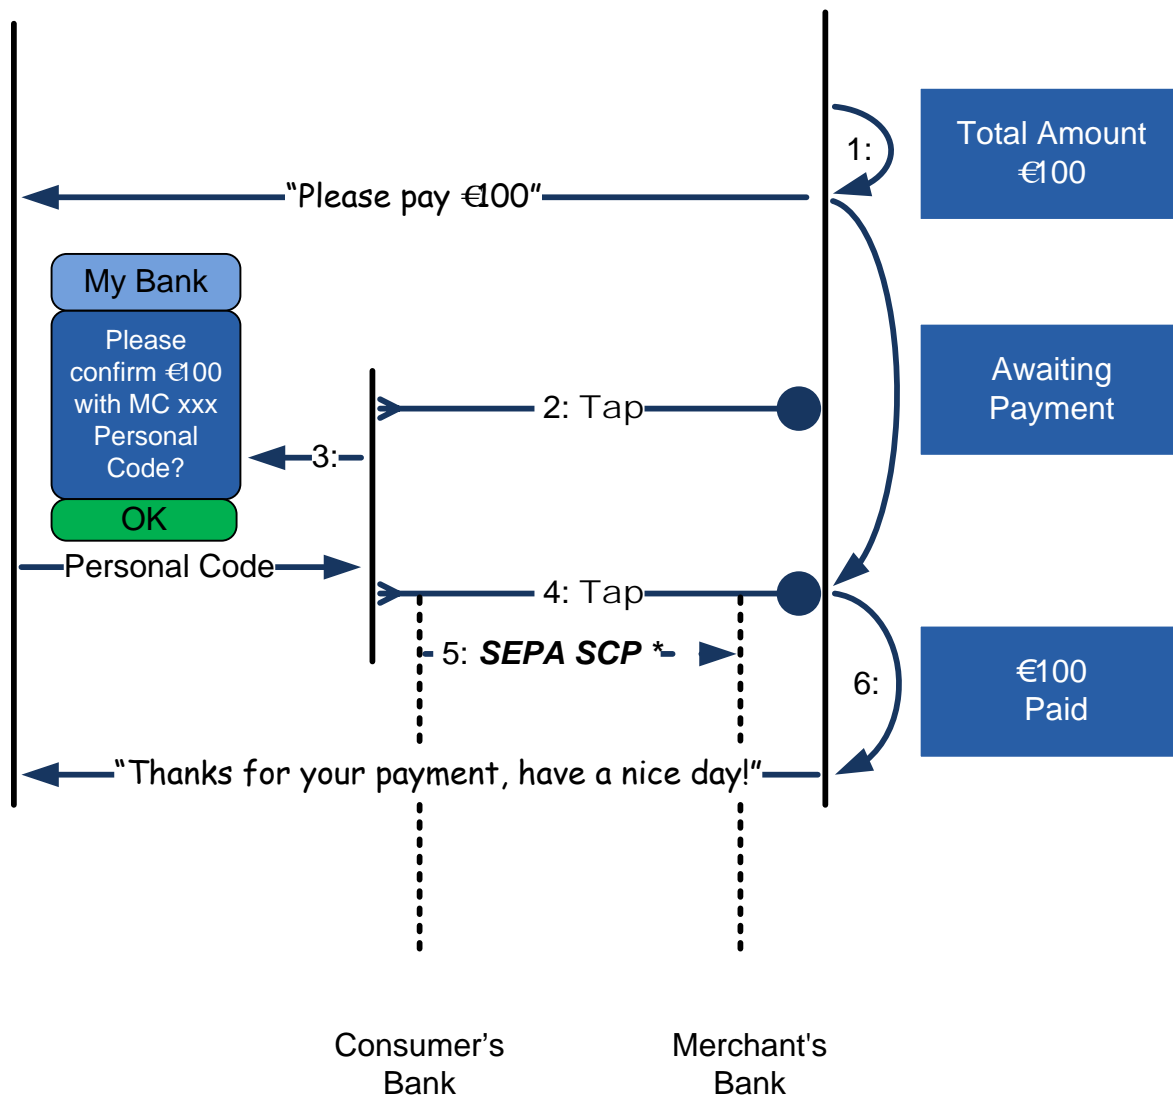 Total Amount
€100
1:
“Please pay €100”
My Bank
Please
confirm €100
with MC xxx
Personal
Code?
OK
Awaiting
Payment
2: Tap
3:
Personal Code
4: Tap
5: SEPA SCP *
6:
€100
Paid
“Thanks for your payment, have a nice day!”
Consumer’s
Bank
Merchant's
Bank